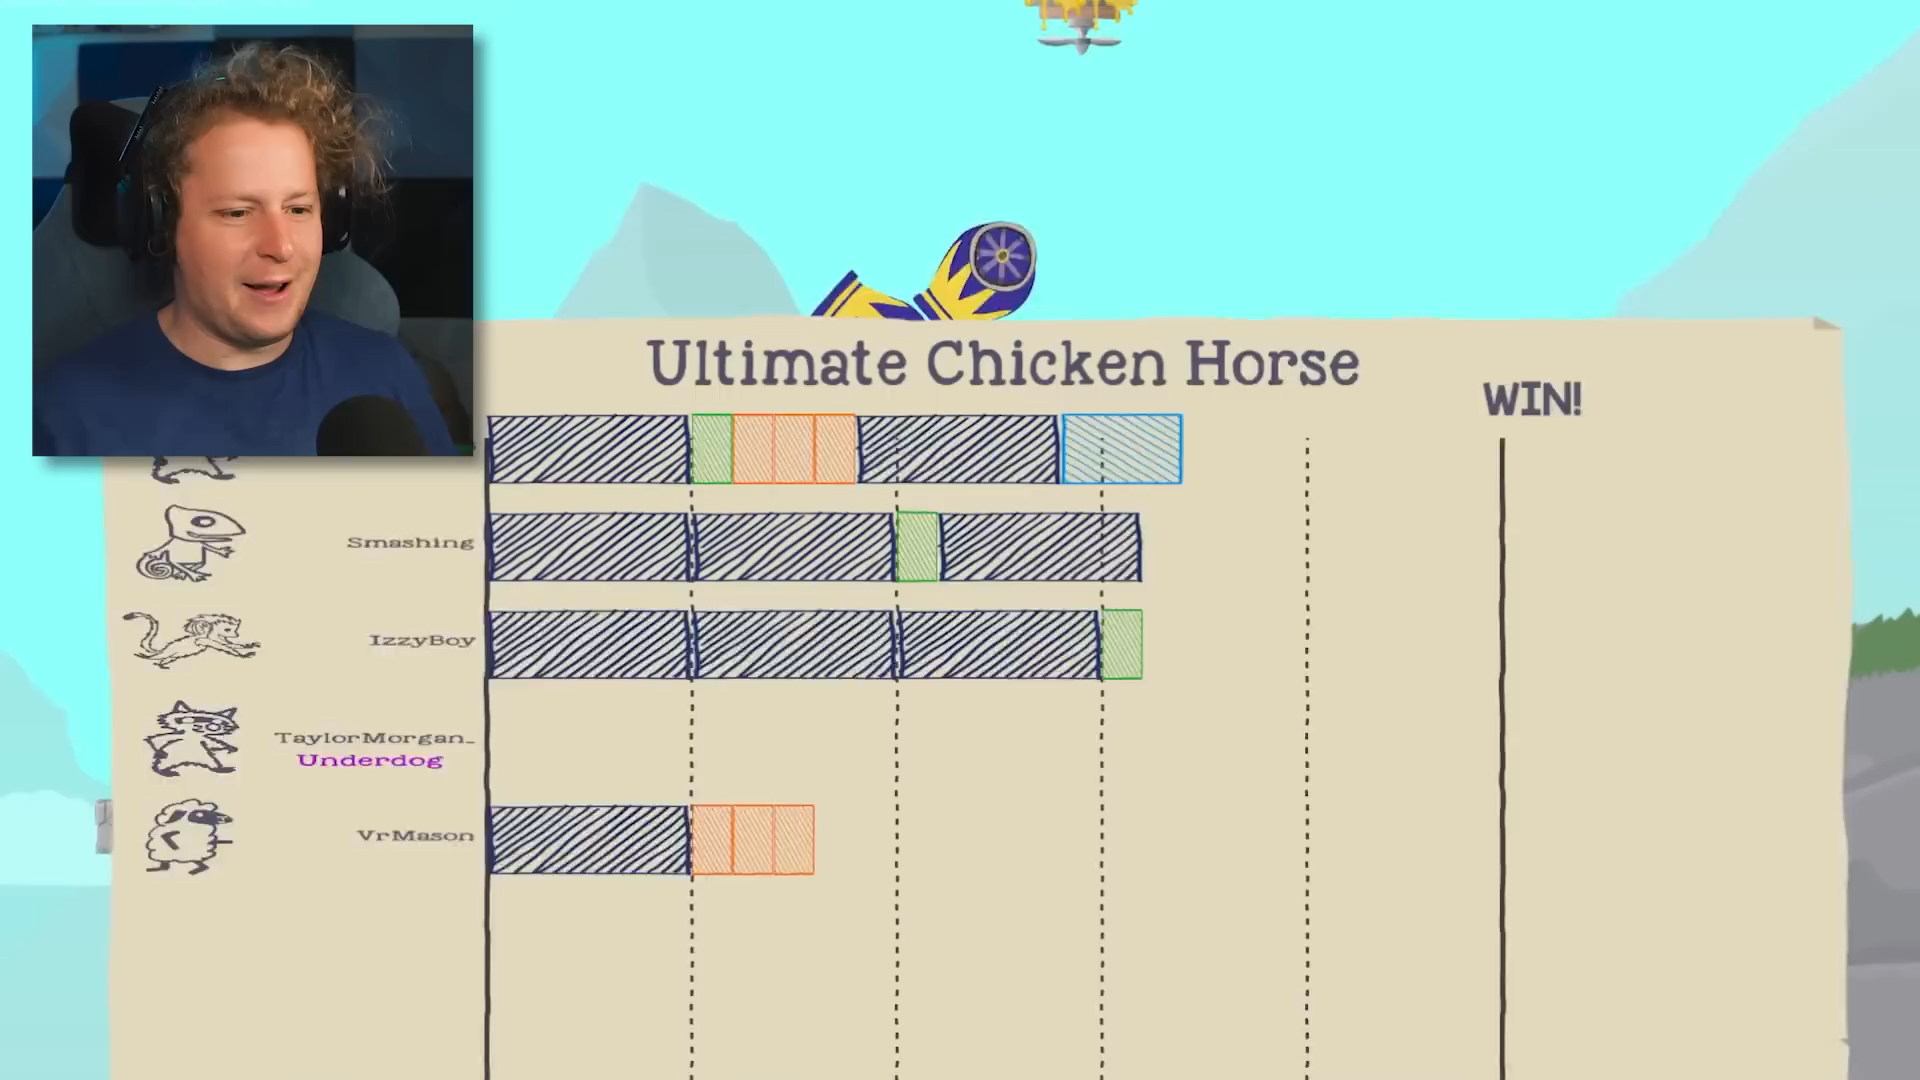 Ultimate Chicken Horse
WIN!
Smashing
IzzyBoy
TaylorMorgan_
Underdog
VrMason